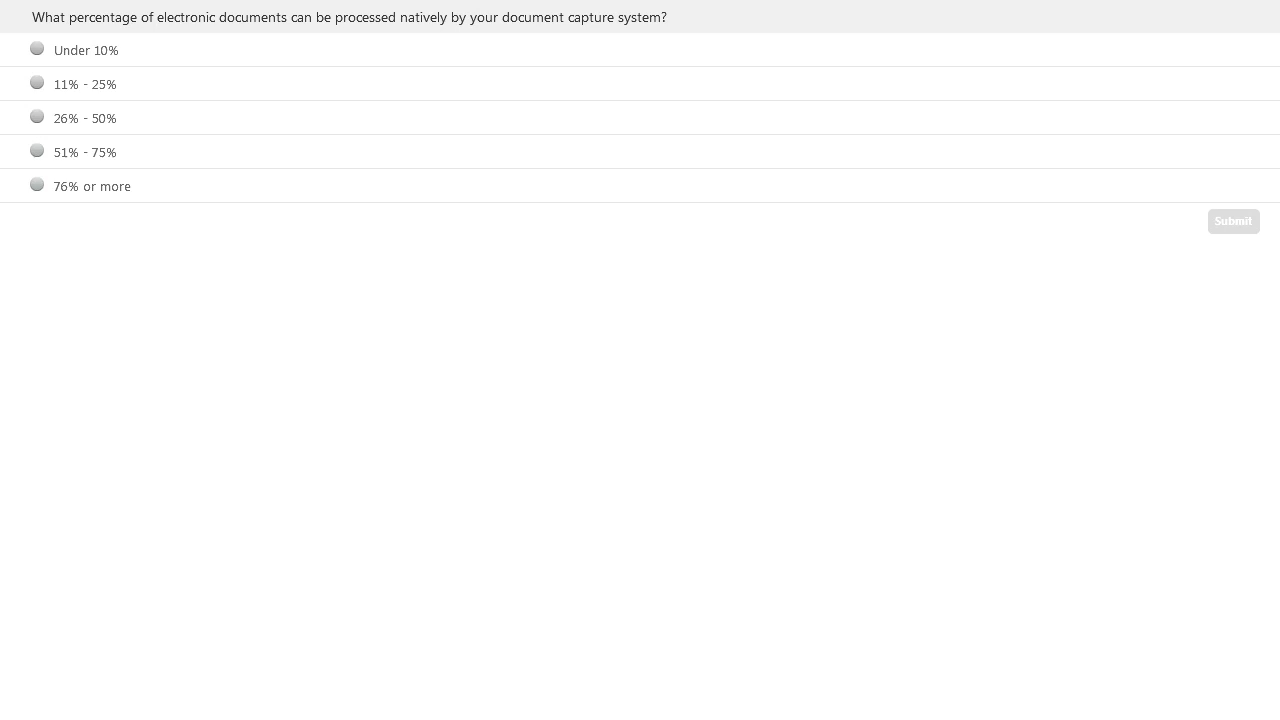 What percentage of electronic documents can be processed natively by your document capture system?
Under 10%
11% - 25%
26% - 50%
51% - 75%
76% or more
Submit